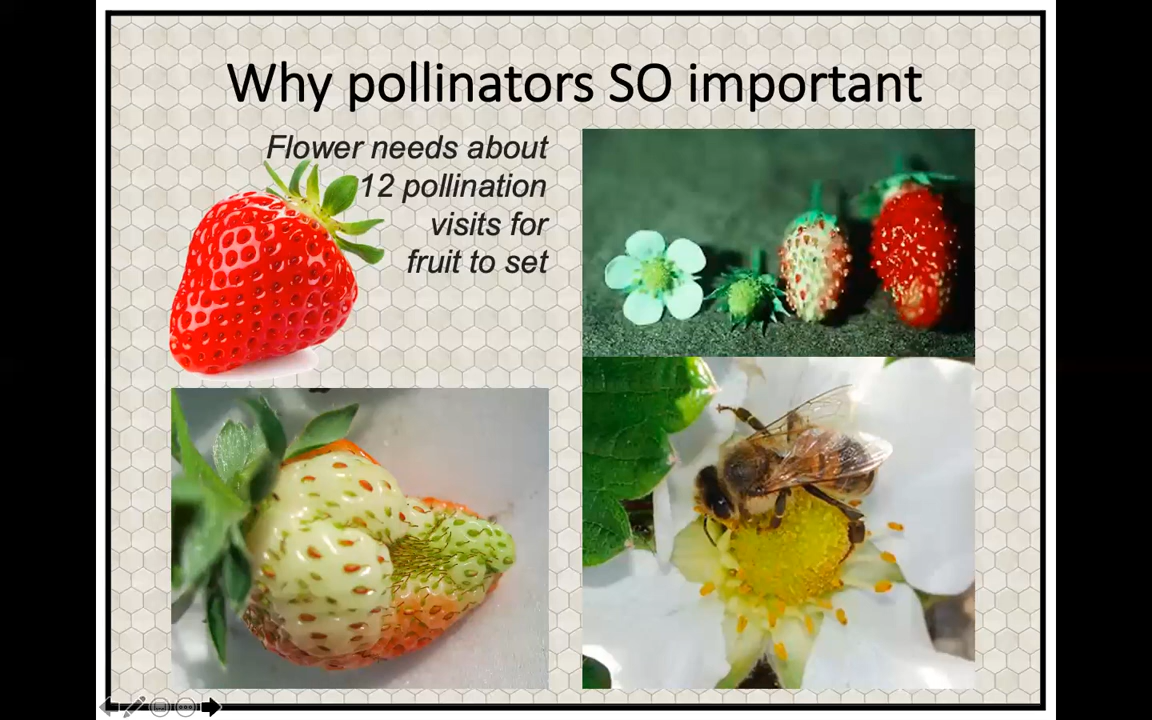 Why pollinators SO important
Flower needs about
12 pollination
visits for
fruit to set